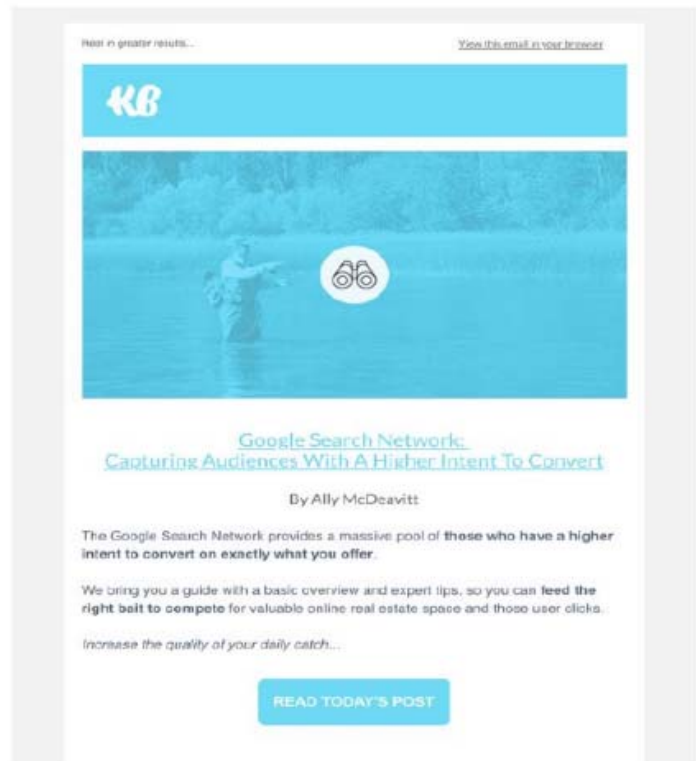 Reel in greater results...
View this email in your browser
KB
Google Search Network:
Capturing Audiences With A Higher Intent To Convert
By Ally McDeavitt
The Google Search Network provides a massive pool of those who have a higher
intent to convert on exactly what you offer.
We bring you a guide with a basic overview and expert tips, so you can feed the
right bait to compete for valuable online real estate space and those user clicks.
Increase the quality of your daily catch...
READ TODAY'S POST